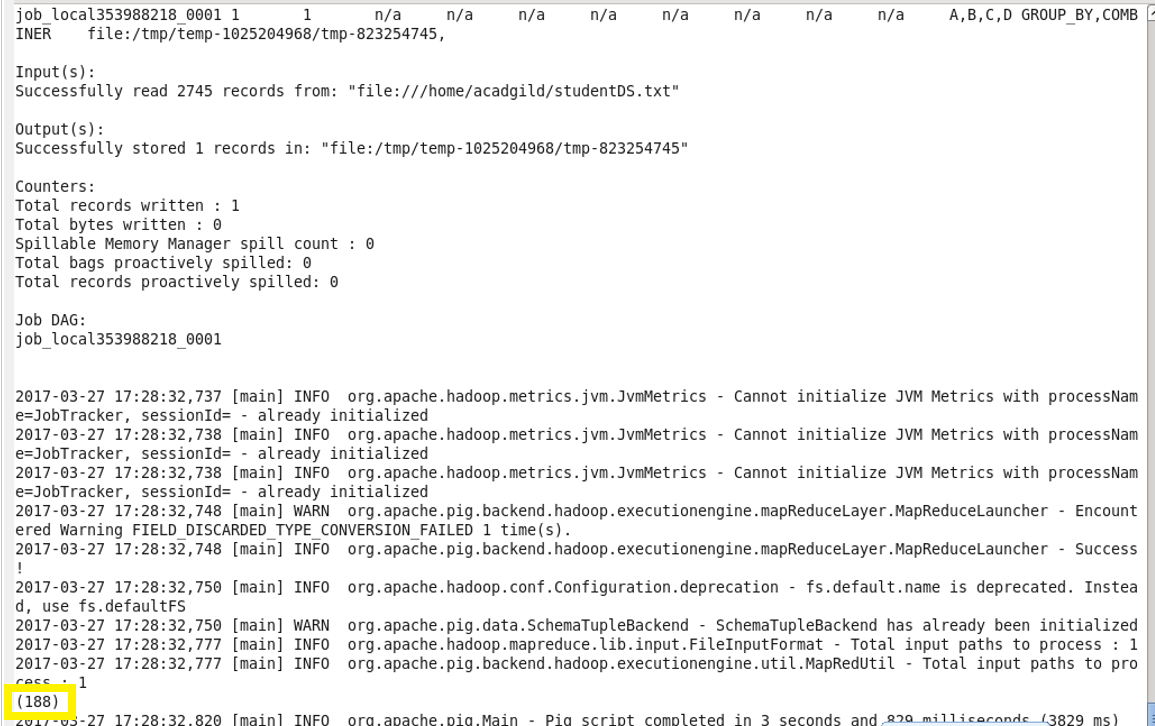 job_local353988218_0001 1 1 n/a n/a n/a n/a n/a n/a n/a n/a A,B,C,D GROUP_BY,COMB
INER file:/tmp/temp-1025204968/tmp-823254745,
Input(s):
Successfully read 2745 records from: "file:///home/acadgild/studentDS.txt"
Output(s):
Successfully stored 1 records in: "file:/tmp/temp-1025204968/tmp-823254745"
Counters:
Total records written : 1
Total bytes written : 0
Spillable Memory Manager spill count : 0
Total bags proactively spilled: 0
Total records proactively spilled: 0
Job DAG:
job_local353988218_0001
2017-03-27 17:28:32,737 [main] INFO org.apache.hadoop.metrics.jvm.JvmMetrics - Cannot initialize JVM Metrics with processNam
e=JobTracker, sessionId= - already initialized
2017-03-27 17:28:32,738 [main] INFO org.apache.hadoop.metrics.jvm.JvmMetrics - Cannot initialize JVM Metrics with processNam
e=JobTracker, sessionId= - already initialized
2017-03-27 17:28:32,738 [main] INFO org.apache.hadoop.metrics.jvm.JvmMetrics - Cannot initialize JVM Metrics with processNam
e=JobTracker, sessionId= - already initialized
2017-03-27 17:28:32,748 [main] WARN org.apache.pig.backend.hadoop.executionengine.mapReduceLayer.MapReduceLauncher - Encount
ered Warning FIELD_DISCARDED_TYPE_CONVERSION_FAILED 1 time(s).
2017-03-27 17:28:32,748 [main] INFO org.apache.pig.backend.hadoop.executionengine.mapReduceLayer.MapReduceLauncher - Success
!
2017-03-27 17:28:32,750 [main] INFO org.apache.hadoop.conf.Configuration.deprecation - fs.default.name is deprecated. Instea
d, use fs.defaultFS
2017-03-27 17:28:32,750 [main] WARN org.apache.pig.data.SchemaTupleBackend - SchemaTupleBackend has already been initialized
2017-03-27 17:28:32,777 [main] INFO org.apache.hadoop.mapreduce.lib.input.FileInputFormat - Total input paths to process : 1
2017-03-27 17:28:32,777 [main] INFO org.apache.pig.backend.hadoop.executionengine.util.MapRedUtil - Total input paths to pro
cess : 1
(188)
2017-03-27 17:28:32,820 [main] INFO org.apache.pig.Main - Pig script completed in 3 seconds and 829 milliseconds (3829 ms)